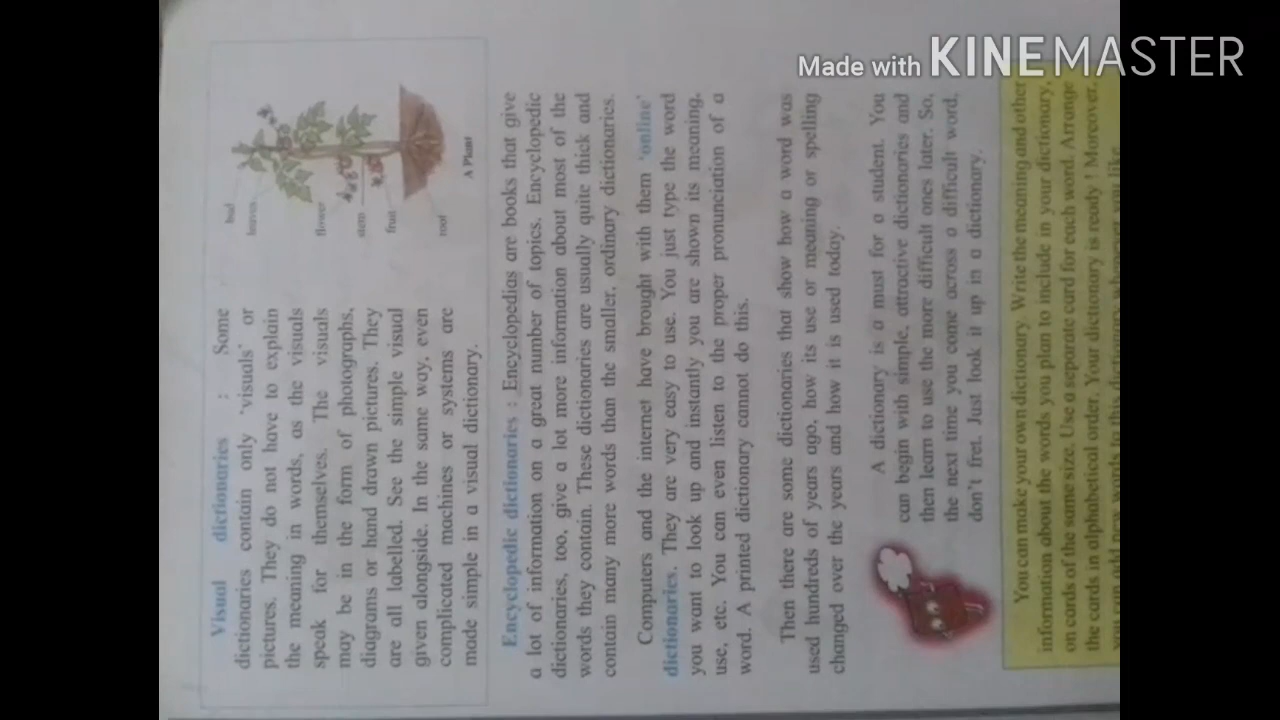 Made with KINEMASTER
Visual dictionaries : Some
dictionaries contain only 'visuals' or
pictures. They do not have to explain
the meaning in words, as the visuals
speak for themselves. The visuals
may be in the form of photographs,
diagrams or hand drawn pictures. They
are all labelled. See the simple visual
given alongside. In the same way, even
complicated machines or systems are
made simple in a visual dictionary.
bud
leaves
flower
stem
fruit
root
A Plant
Encyclopedic dictionaries : Encyclopedias are books that give
a lot of information on a great number of topics. Encyclopedic
dictionaries, too, give a lot more information about most of the
words they contain. These dictionaries are usually quite thick and
contain many more words than the smaller, ordinary dictionaries.
Computers and the internet have brought with them 'online'
dictionaries. They are very easy to use. You just type the word
you want to look up and instantly you are shown its meaning,
use, etc. You can even listen to the proper pronunciation of a
word. A printed dictionary cannot do this.
Then there are some dictionaries that show how a word was
used hundreds of years ago, how its use or meaning or spelling
changed over the years and how it is used today.
A dictionary is a must for a student. You
can begin with simple, attractive dictionaries and
then learn to use the more difficult ones later. So,
the next time you come across a difficult word,
don't fret. Just look it up in a dictionary.
You can make your own dictionary. Write the meaning and other
information about the words you plan to include in your dictionary,
on cards of the same size. Use a separate card for each word. Arrange
the cards in alphabetical order. Your dictionary is ready ! Moreover,
you can add new words to this dictionary whenever you like.